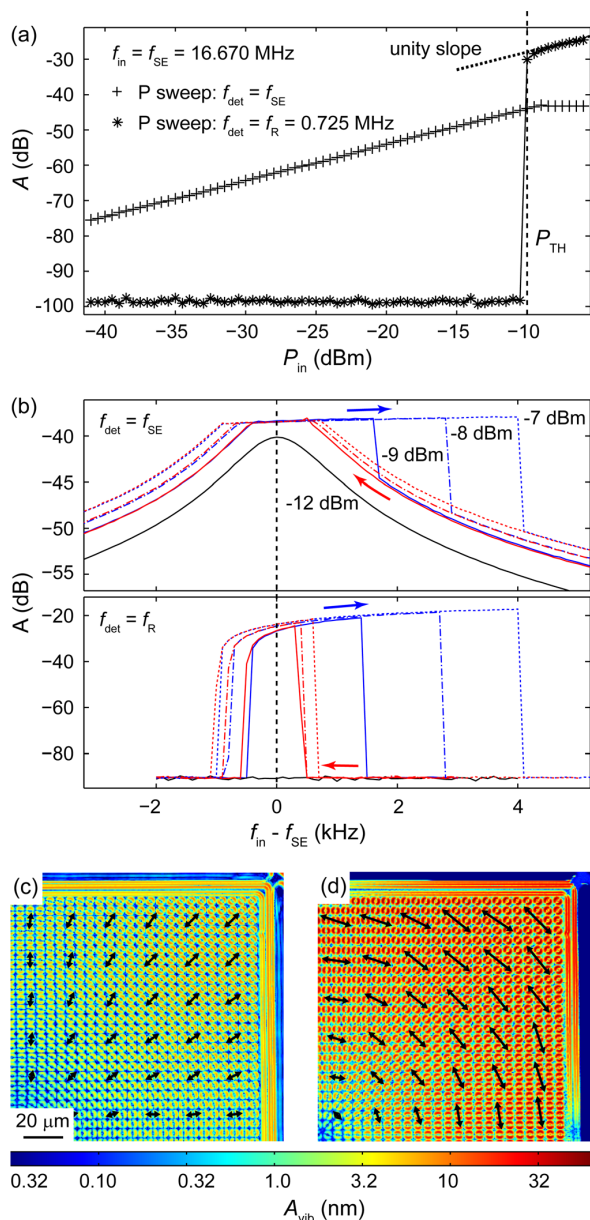 (a)
unity slope
f_in = f_SE = 16.670 MHz
+ P sweep: f_det = f_SE
* P sweep: f_det = f_R = 0.725 MHz
P_TH
A (dB)
-30
-40
-50
-60
-70
-80
-90
-100
−40 −35 −30 −25 −20 −15 −10
P_in (dBm)
(b)
f_det = f_SE
-7 dBm
-8 dBm
-9 dBm
-12 dBm
−40
−45
−50
−55
A (dB)
f_det = f_R
−20
−40
−60
−80
−2 0 2 4
f_in - f_SE (kHz)
(c)
(d)
20 μm
0.32 0.10 0.32 1.0 3.2 10 32
A_vib (nm)